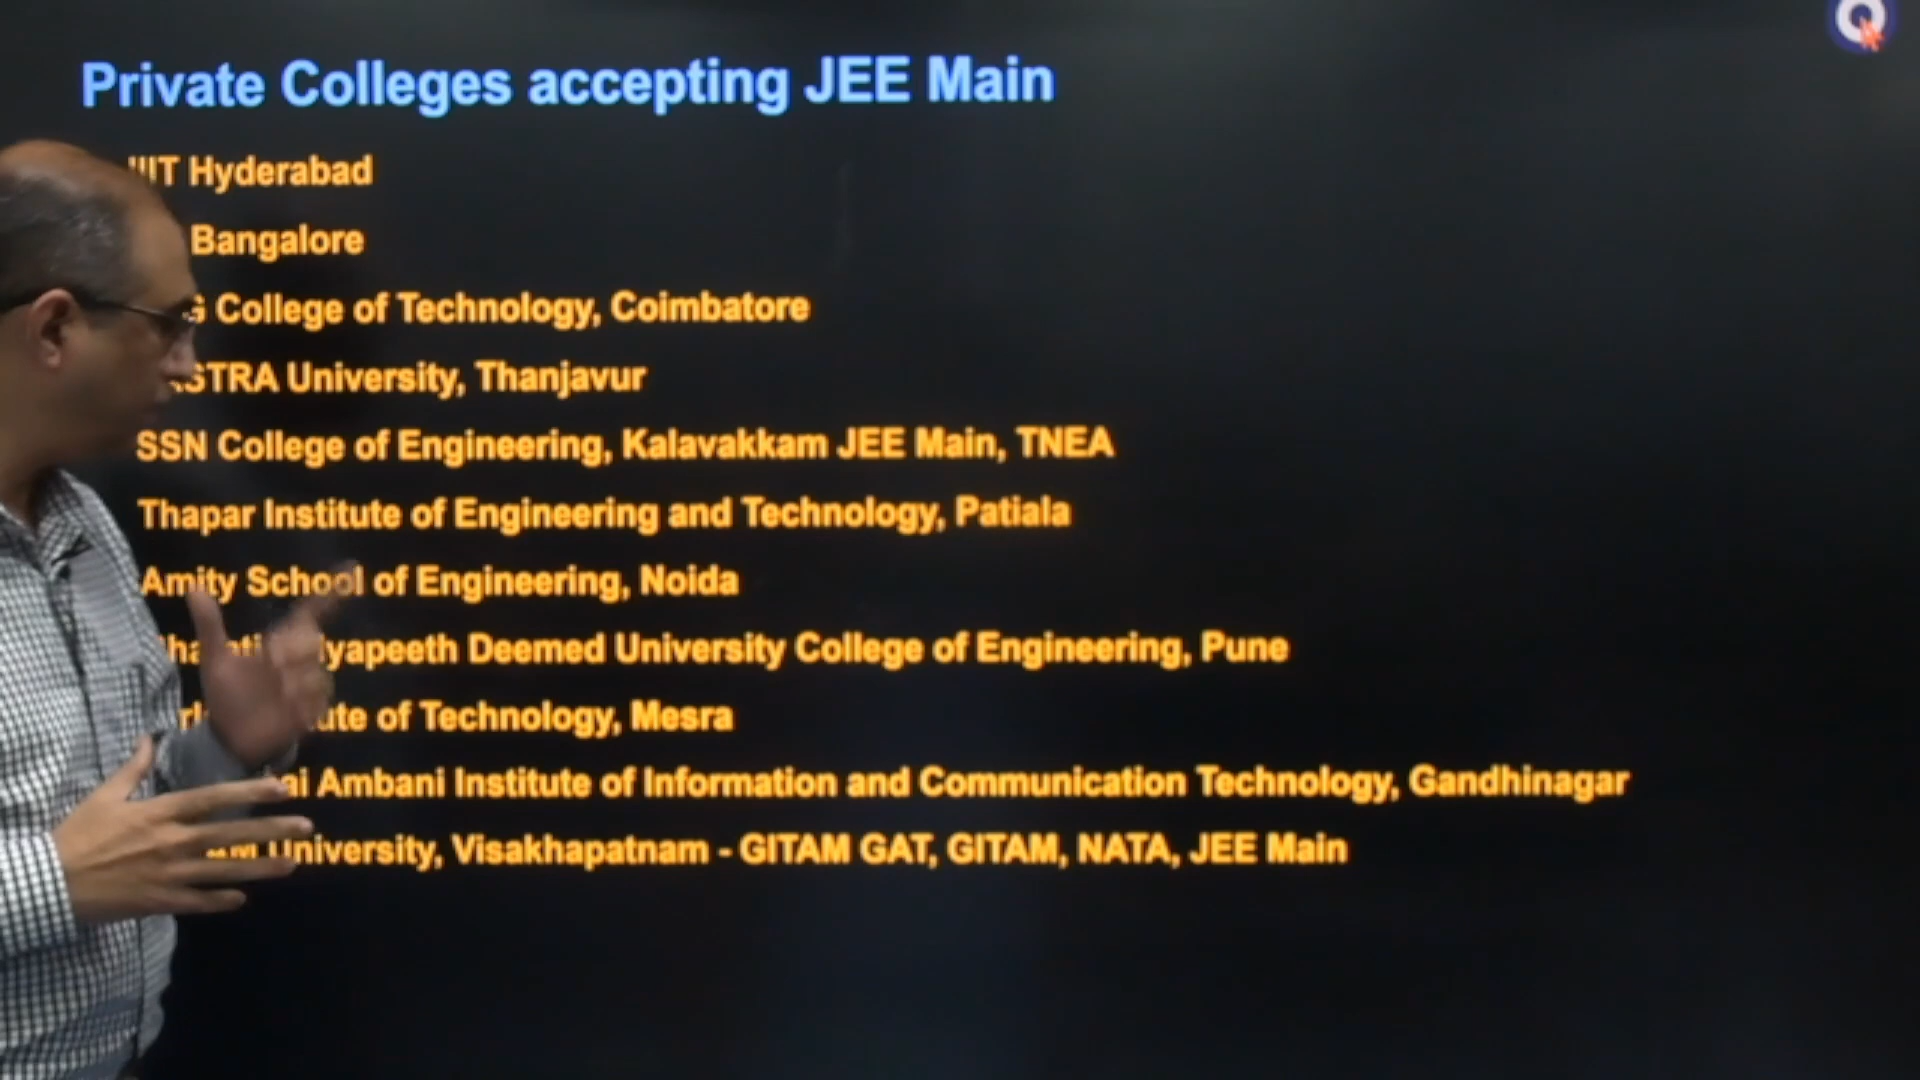 Private Colleges accepting JEE Main
IIIT Hyderabad
Bangalore
College of Technology, Coimbatore
University, Thanjavur
SSN College of Engineering, Kalavakkam JEE Main, TNEA
Thapar Institute of Engineering and Technology, Patiala
Amity School of Engineering, Noida
Deemed University College of Engineering, Pune
of Technology, Mesra
Ambani Institute of Information and Communication Technology, Gandhinagar
University, Visakhapatnam - GITAM GAT, GITAM, NATA, JEE Main